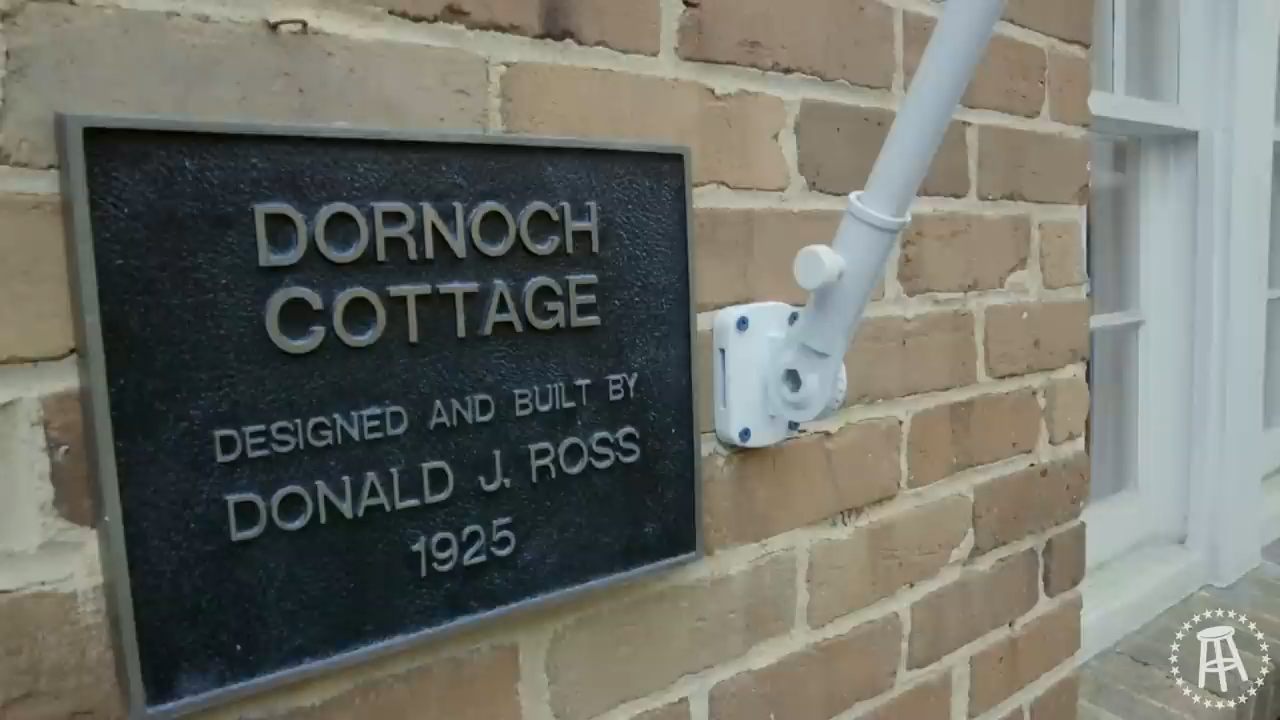 DORNOCH
COTTAGE
DESIGNED AND BUILT BY
DONALD J. ROSS
1925